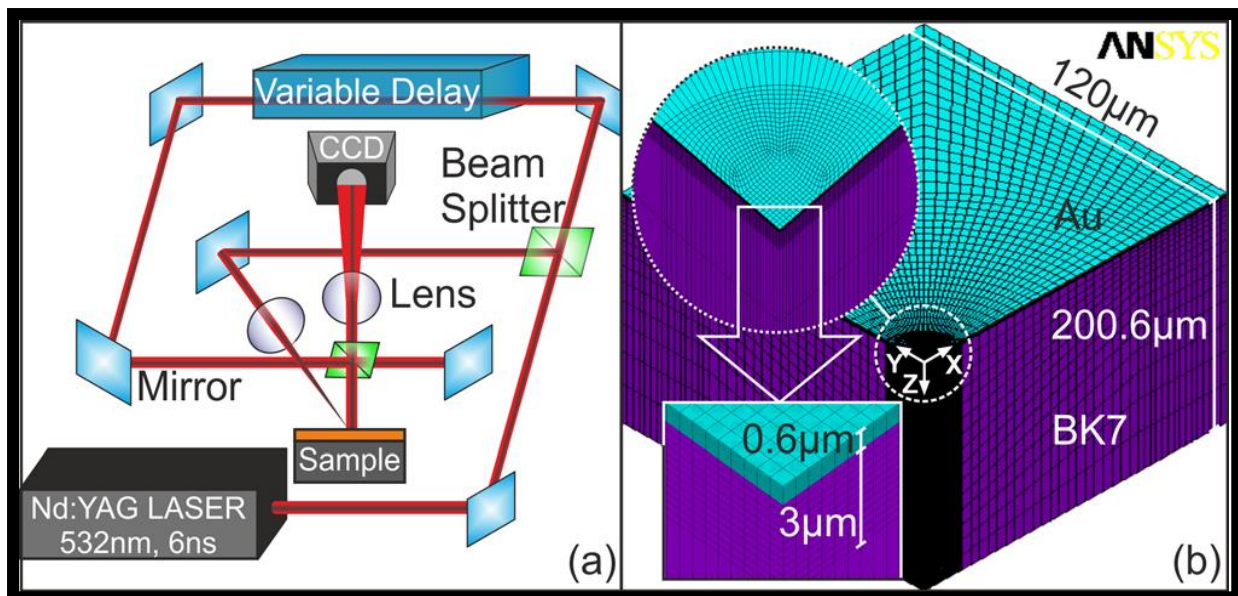 Variable Delay
CCD
Beam
Splitter
Lens
Mirror
Sample
Nd:YAG LASER
532nm, 6ns
(a)
ANSYS
120μm
Au
200.6μm
Y
X
Z
BK7
0.6μm
3μm
(b)